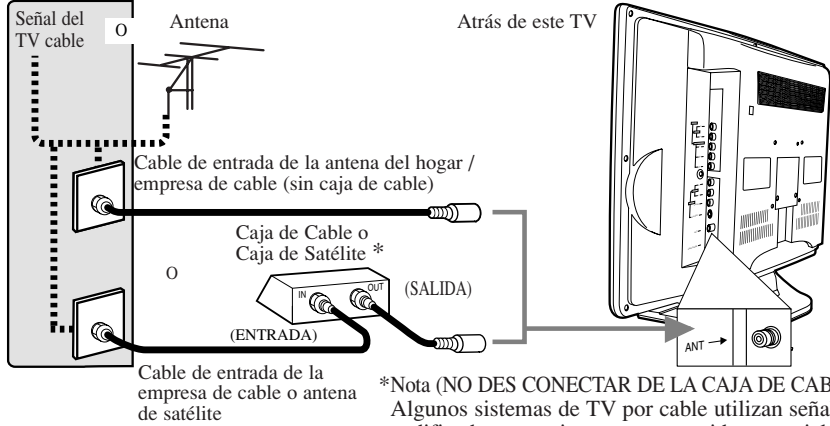 Señal del
TV cable
O
Antena
Atrás de este TV
Cable de entrada de la antena del hogar /
empresa de cable (sin caja de cable)
Caja de Cable o
Caja de Satélite *
O
IN
OUT
(SALIDA)
(ENTRADA)
ANT
Cable de entrada de la
empresa de cable o antena
de satélite
*Nota (NO DES CONECTAR DE LA CAJA DE CAB
Algunos sistemas de TV por cable utilizan seña